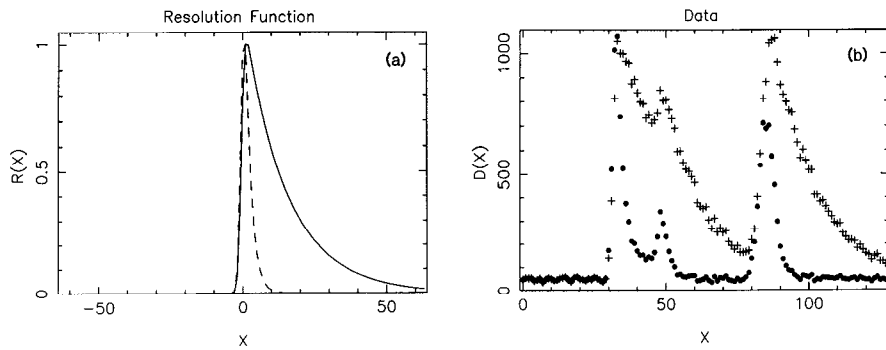 Resolution Function
(a)
R(X)
1
0.5
0
-50
0
50
X
Data
(b)
D(X)
1000
500
0
0
50
100
X